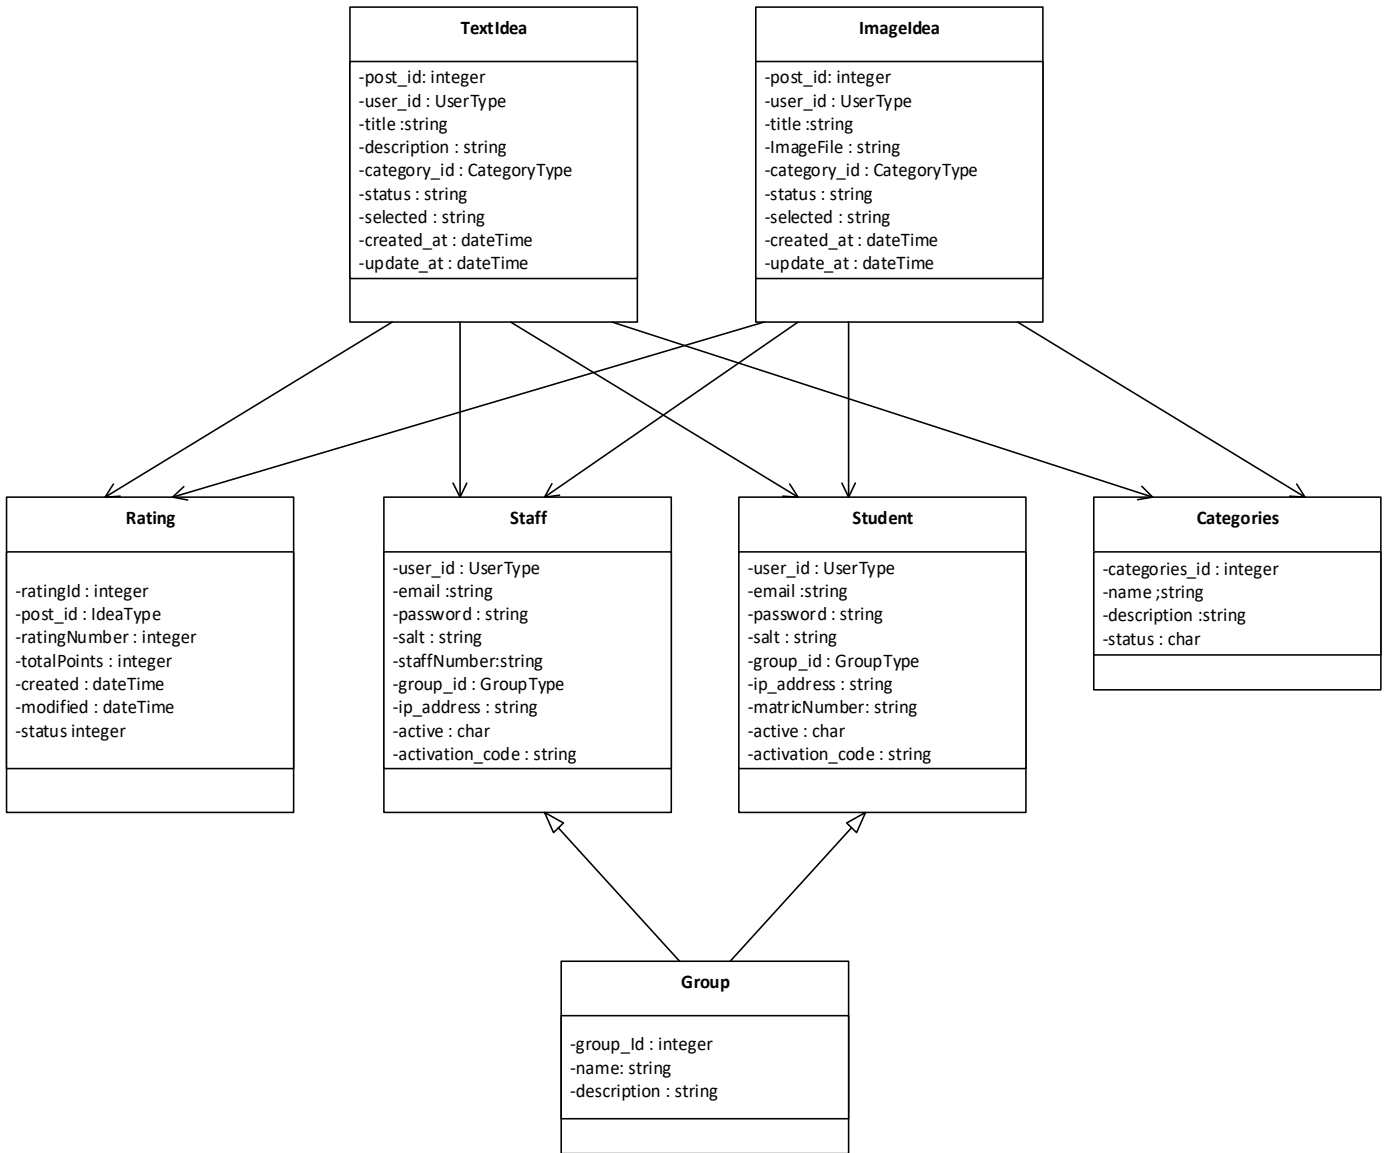 TextIdea
-post_id: integer
-user_id : UserType
-title :string
-description : string
-category_id : CategoryType
-status : string
-selected : string
-created_at : dateTime
-update_at : dateTime
ImageIdea
-post_id: integer
-user_id : UserType
-title :string
-ImageFile : string
-category_id : CategoryType
-status : string
-selected : string
-created_at : dateTime
-update_at : dateTime
Rating
-ratingId : integer
-post_id : IdeaType
-ratingNumber : integer
-totalPoints : integer
-created : dateTime
-modified : dateTime
-status integer
Staff
-user_id : UserType
-email :string
-password : string
-salt : string
-staffNumber:string
-group_id : GroupType
-ip_address : string
-active : char
-activation_code : string
Student
-user_id : UserType
-email :string
-password : string
-salt : string
-group_id : GroupType
-ip_address : string
-matricNumber: string
-active : char
-activation_code : string
Categories
-categories_id : integer
-name ;string
-description :string
-status : char
Group
-group_Id : integer
-name: string
-description : string